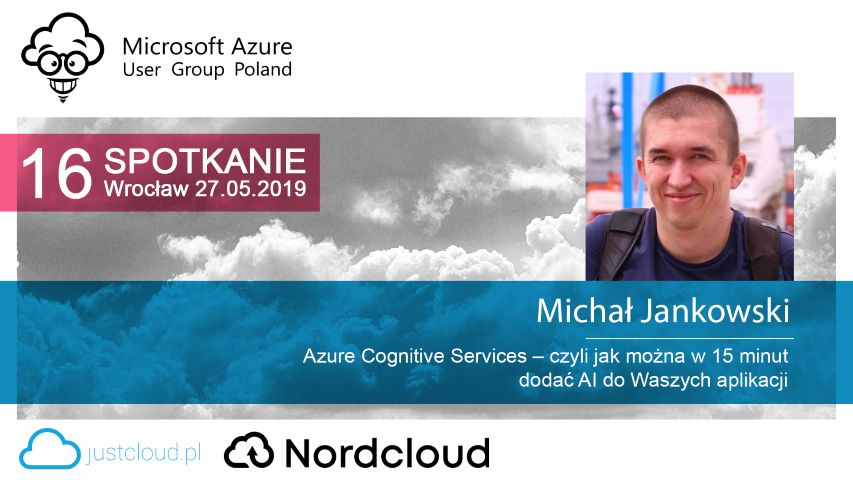 Microsoft Azure
User Group Poland
16 SPOTKANIE
Wrocław 27.05.2019
Michał Jankowski
Azure Cognitive Services – czyli jak można w 15 minut
dodać AI do Waszych aplikacji
justcloud.pl
Nordcloud